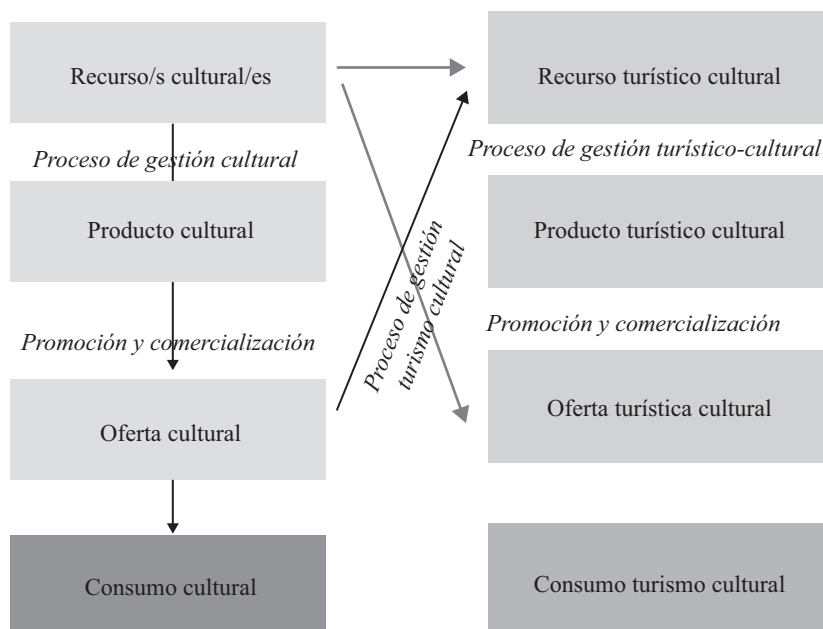 Recurso/s cultural/es
Proceso de gestión cultural
Producto cultural
Promoción y comercialización
Oferta cultural
Consumo cultural
Proceso de gestión
turismo cultural
Recurso turístico cultural
Proceso de gestión turístico-cultural
Producto turístico cultural
Promoción y comercialización
Oferta turística cultural
Consumo turismo cultural